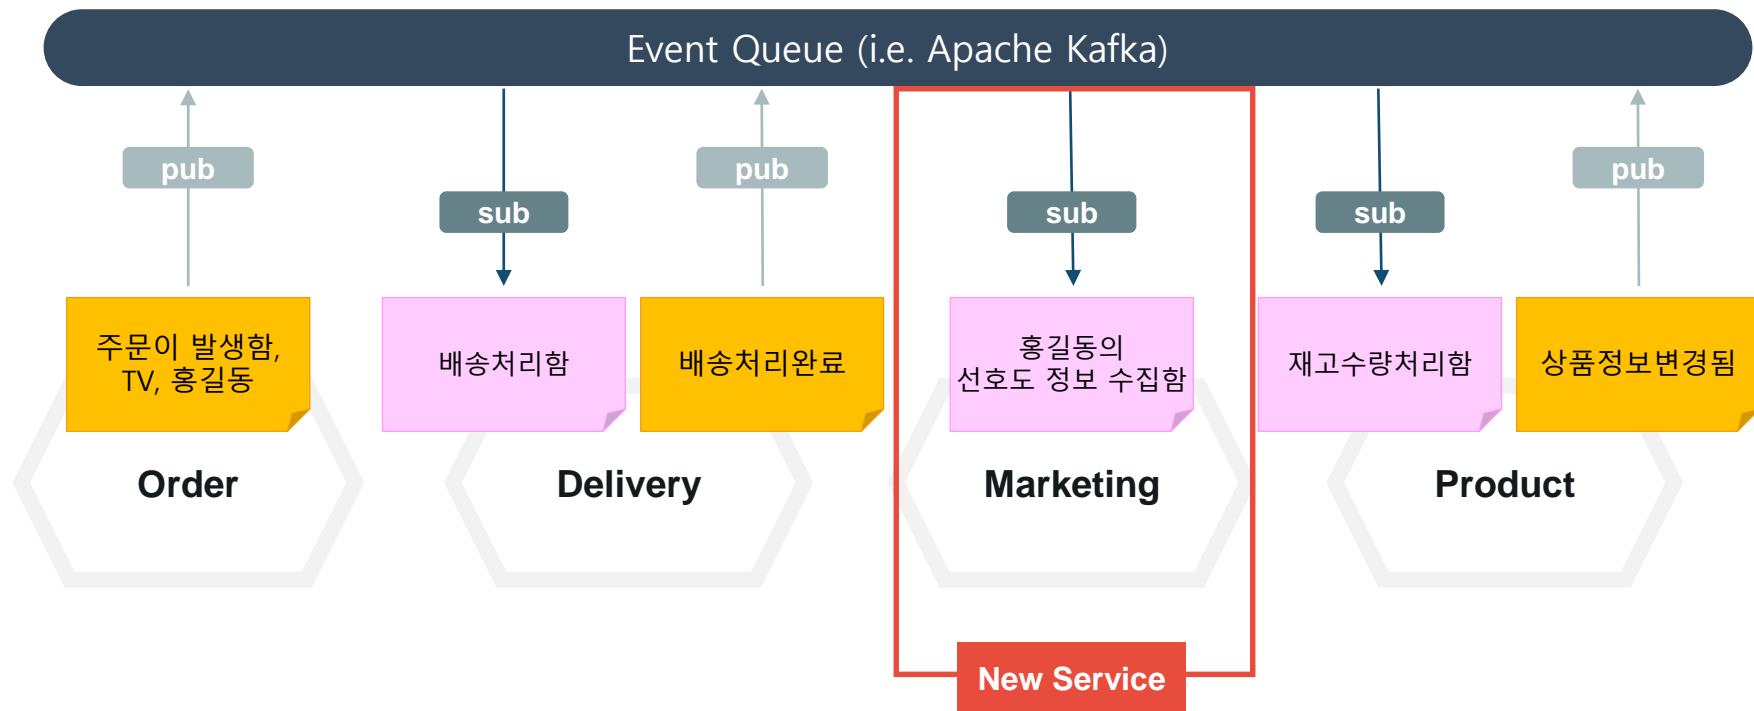 Event Queue (i.e. Apache Kafka)
pub
sub
pub
sub
sub
pub
주문이 발생함,
TV, 홍길동
배송처리함
배송처리완료
홍길동의
선호도 정보 수집함
재고수량처리함
상품정보변경됨
Order
Delivery
Marketing
Product
New Service